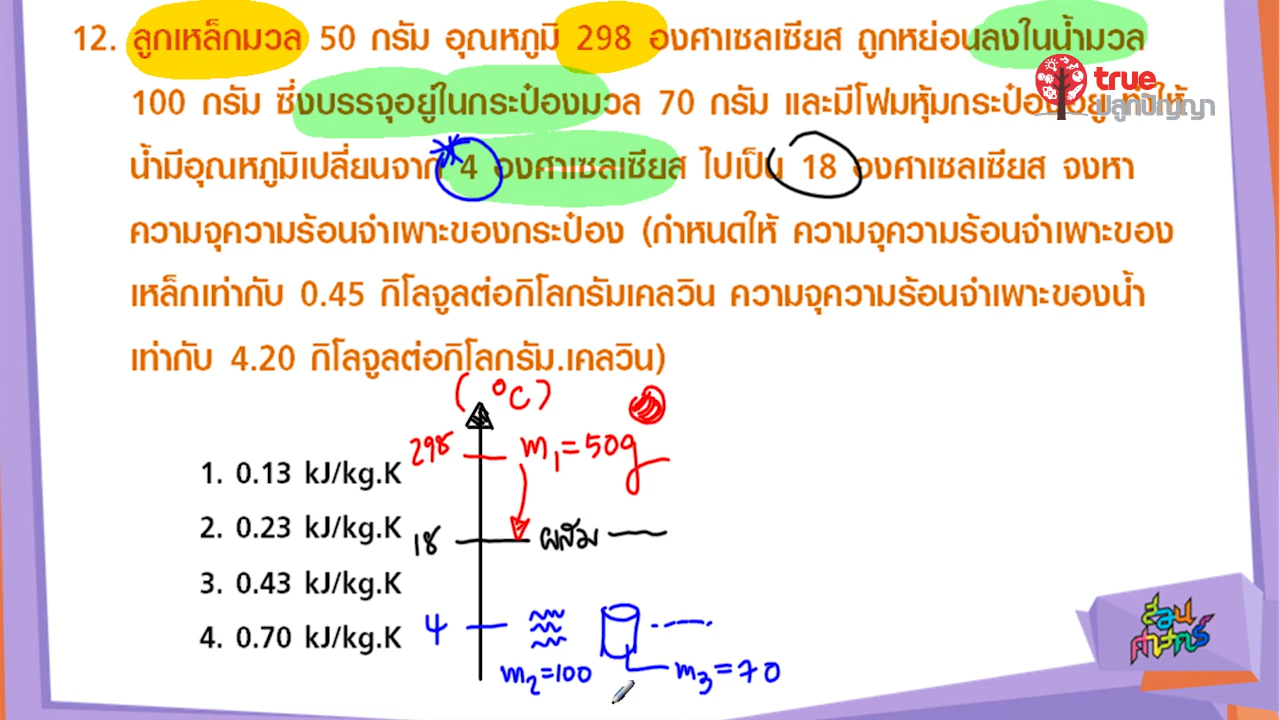 12. ลูกเหล็กมวล 50 กรัม อุณหภูมิ 298 องศาเซลเซียส ถูกหย่อนลงในน้ำมวล
true
ปลูกปัญญา
100 กรัม ซึ่งบรรจุอยู่ในกระป๋องมวล 70 กรัม และมีโฟมหุ้มกระป๋อง
น้ำมีอุณหภูมิเปลี่ยนจาก 4 องศาเซลเซียส ไปเป็น 18 องศาเซลเซียส จงหา
ความจุความร้อนจำเพาะของกระป๋อง (กำหนดให้ ความจุความร้อนจำเพาะของ
เหล็กเท่ากับ 0.45 กิโลจูลต่อกิโลกรัมเคลวิน ความจุความร้อนจำเพาะของน้ำ
เท่ากับ 4.20 กิโลจูลต่อกิโลกรัม.เคลวิน)
(°C)
298 m₁=50g
1. 0.13 kJ/kg.K
2. 0.23 kJ/kg.K
18 ผสม
3. 0.43 kJ/kg.K
4
4. 0.70 kJ/kg.K
m₂=100 m₃=70
สอนศาสตร์